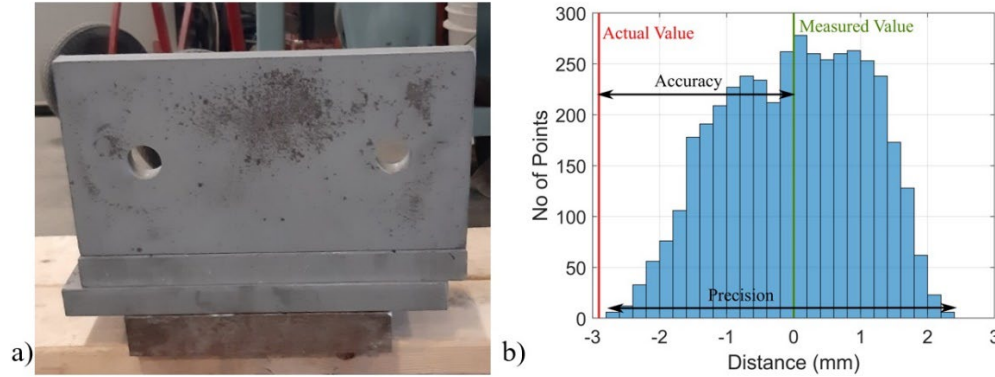 a)
b)
300
250
200
150
100
50
0
No of Points
Actual Value
Measured Value
Accuracy
Precision
-3
-2
-1
0
1
2
3
Distance (mm)